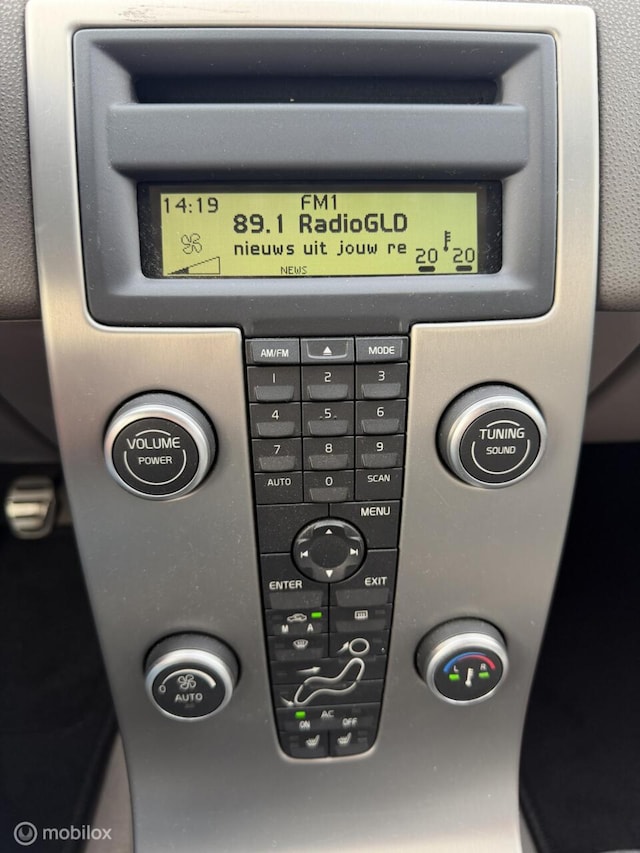 14:19 FM1
89.1 RadioGLD
nieuws uit jouw re 20 20
NEWS
AM/FM MODE
1 2 3
4 5 6
7 8 9
AUTO 0 SCAN
VOLUME
POWER
TUNING
SOUND
MENU
ENTER EXIT
M A
0 AUTO
L R
AC
ON OFF
mobilox